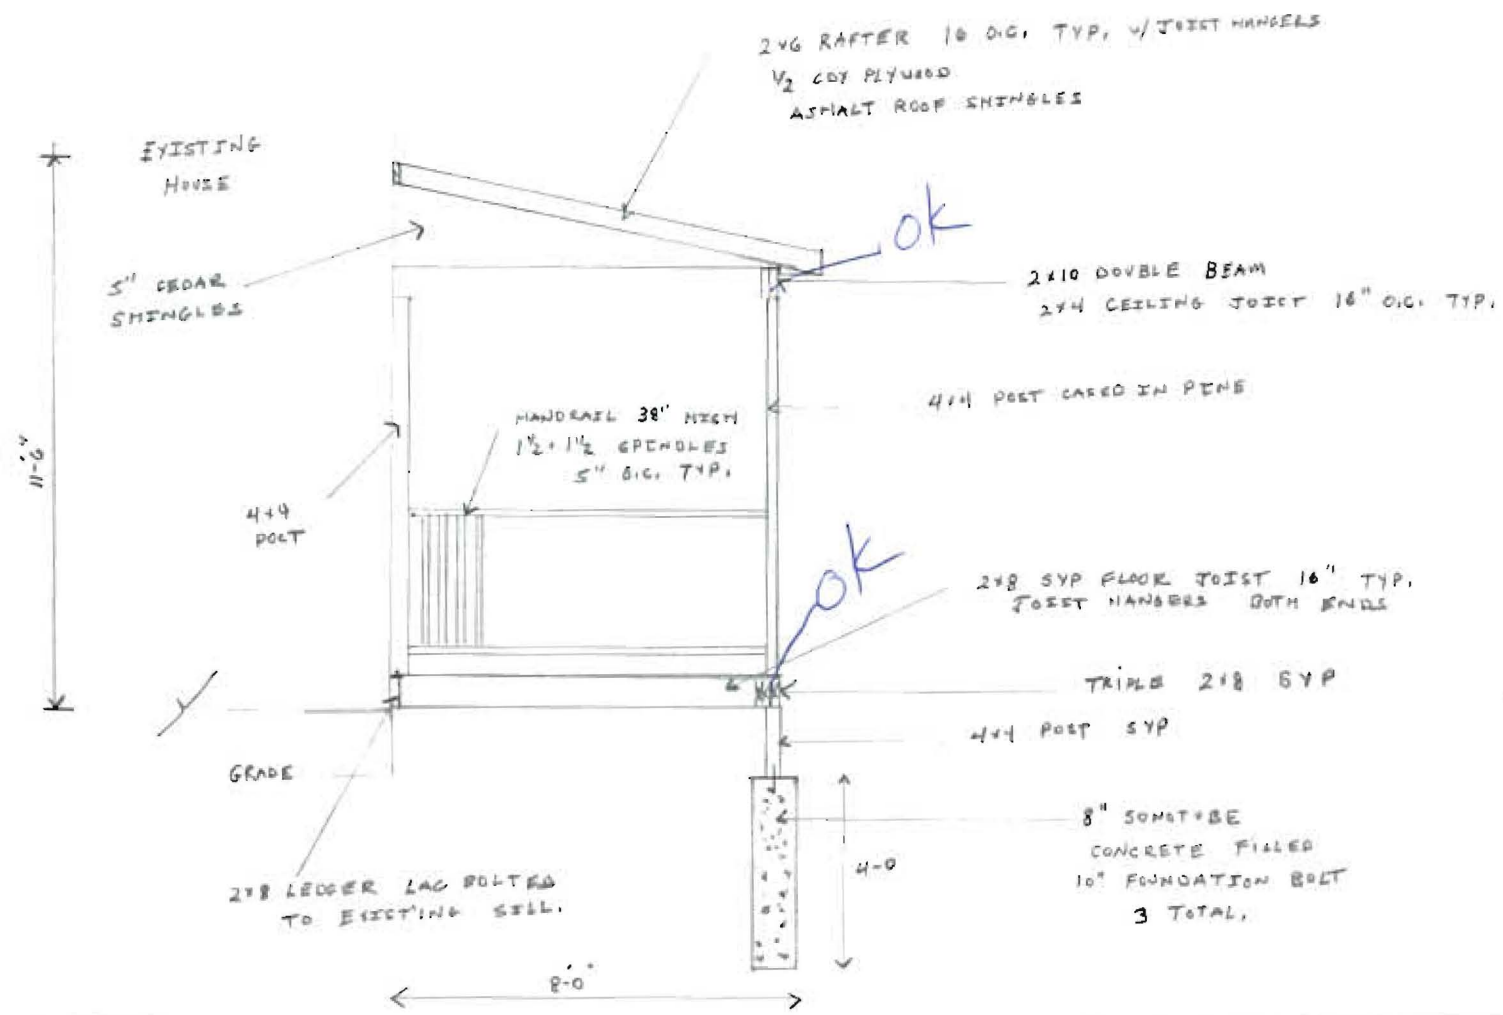 2x6 RAFTER 16 O.C. TYP. W/ JOIST HANGERS
1/2 CDX PLYWOOD
ASPHALT ROOF SHINGLES
EXISTING
HOUSE
OK
5" CEDAR
SHINGLES
2x10 DOUBLE BEAM
2x4 CEILING JOIST 16" O.C. TYP.
4x4 POST CASED IN PINE
HANDRAIL 38" HIGH
1 1/2 x 1 1/2 SPINDLES
5" O.C. TYP.
11'-6"
4x4
POST
OK
2x8 SYP FLOOR JOIST 16" TYP.
JOIST HANGERS BOTH ENDS
TRIPLE 2x8 SYP
4x4 POST SYP
GRADE
8" SONOTUBE
CONCRETE FILLED
10" FOUNDATION BOLT
3 TOTAL.
4-0
2x8 LEDGER LAG BOLTED
TO EXISTING SILL.
8'-0"